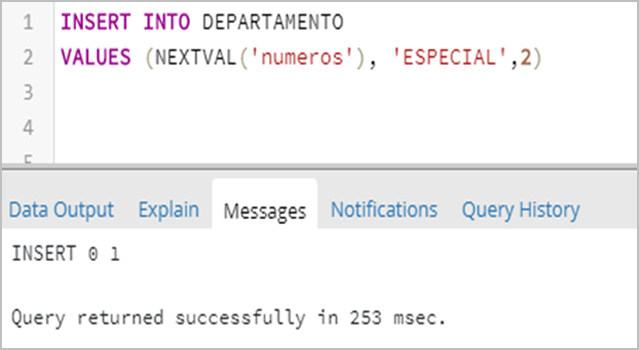 1 INSERT INTO DEPARTAMENTO
2 VALUES (NEXTVAL('numeros'), 'ESPECIAL',2)
3
4
5
Data Output Explain Messages Notifications Query History
INSERT 0 1
Query returned successfully in 253 msec.